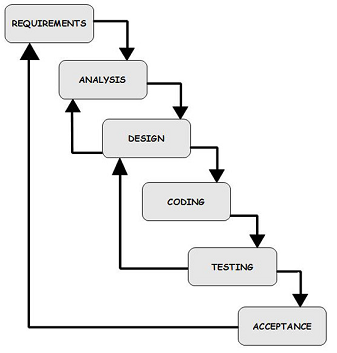 REQUIREMENTS
ANALYSIS
DESIGN
CODING
TESTING
ACCEPTANCE